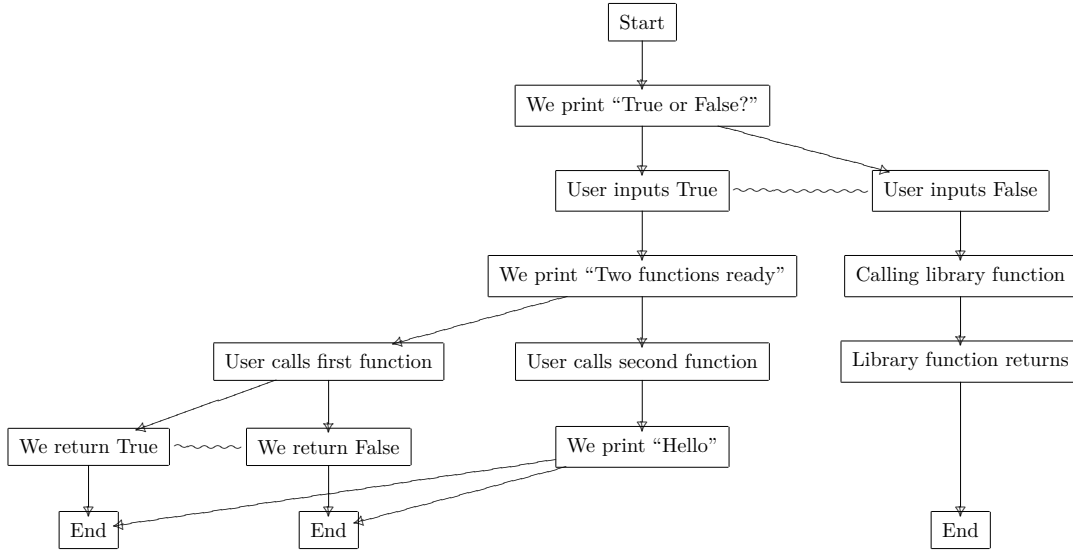 Start
We print “True or False?”
User inputs True
User inputs False
We print “Two functions ready”
Calling library function
User calls first function
User calls second function
Library function returns
We return True
We return False
We print “Hello”
End
End
End